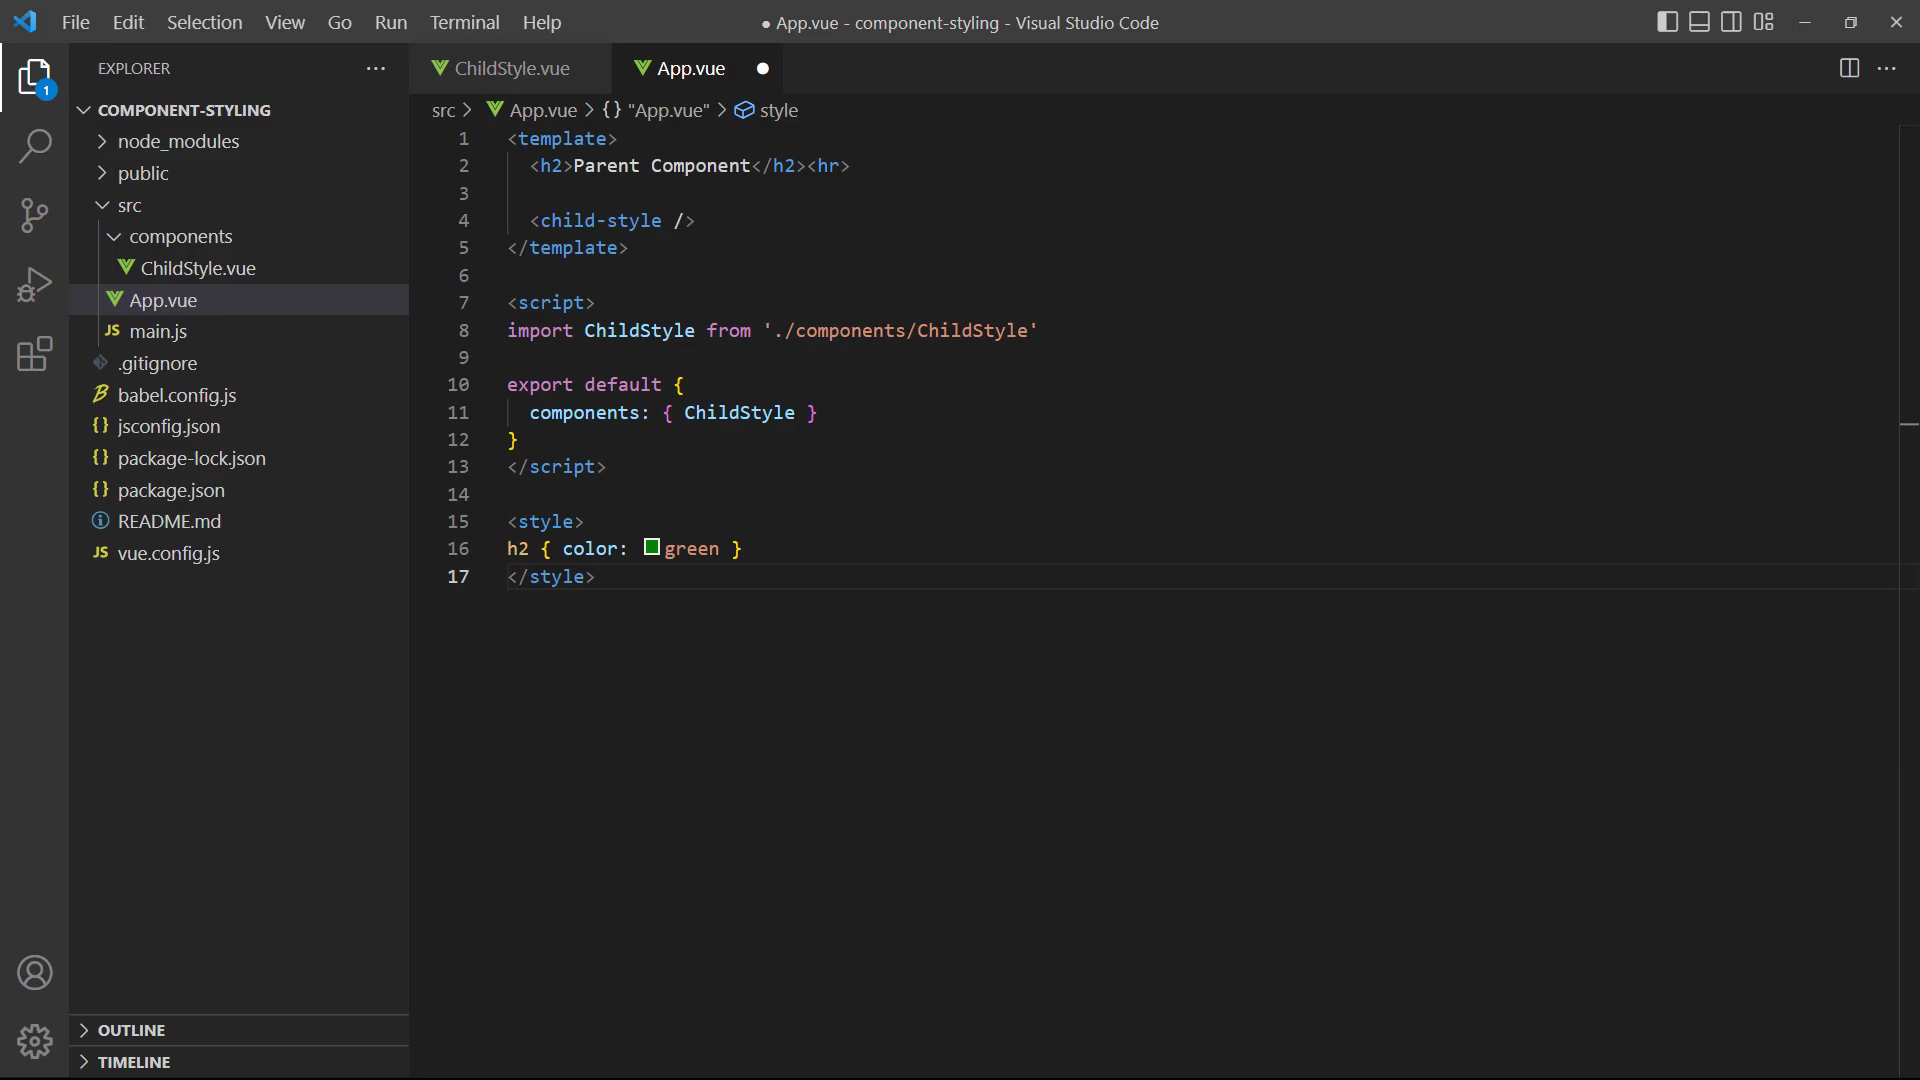 File Edit Selection View Go Run Terminal Help
● App.vue - component-styling - Visual Studio Code
EXPLORER
1
COMPONENT-STYLING
node_modules
public
src
components
ChildStyle.vue
App.vue
JS main.js
.gitignore
babel.config.js
{} jsconfig.json
{} package-lock.json
{} package.json
README.md
JS vue.config.js
OUTLINE
TIMELINE
ChildStyle.vue App.vue ●
src > App.vue > {} "App.vue" > style
1 <template>
2 <h2>Parent Component</h2><hr>
3
4 <child-style />
5 </template>
6
7 <script>
8 import ChildStyle from './components/ChildStyle'
9
10 export default {
11 components: { ChildStyle }
12 }
13 </script>
14
15 <style>
16 h2 { color: green }
17 </style>